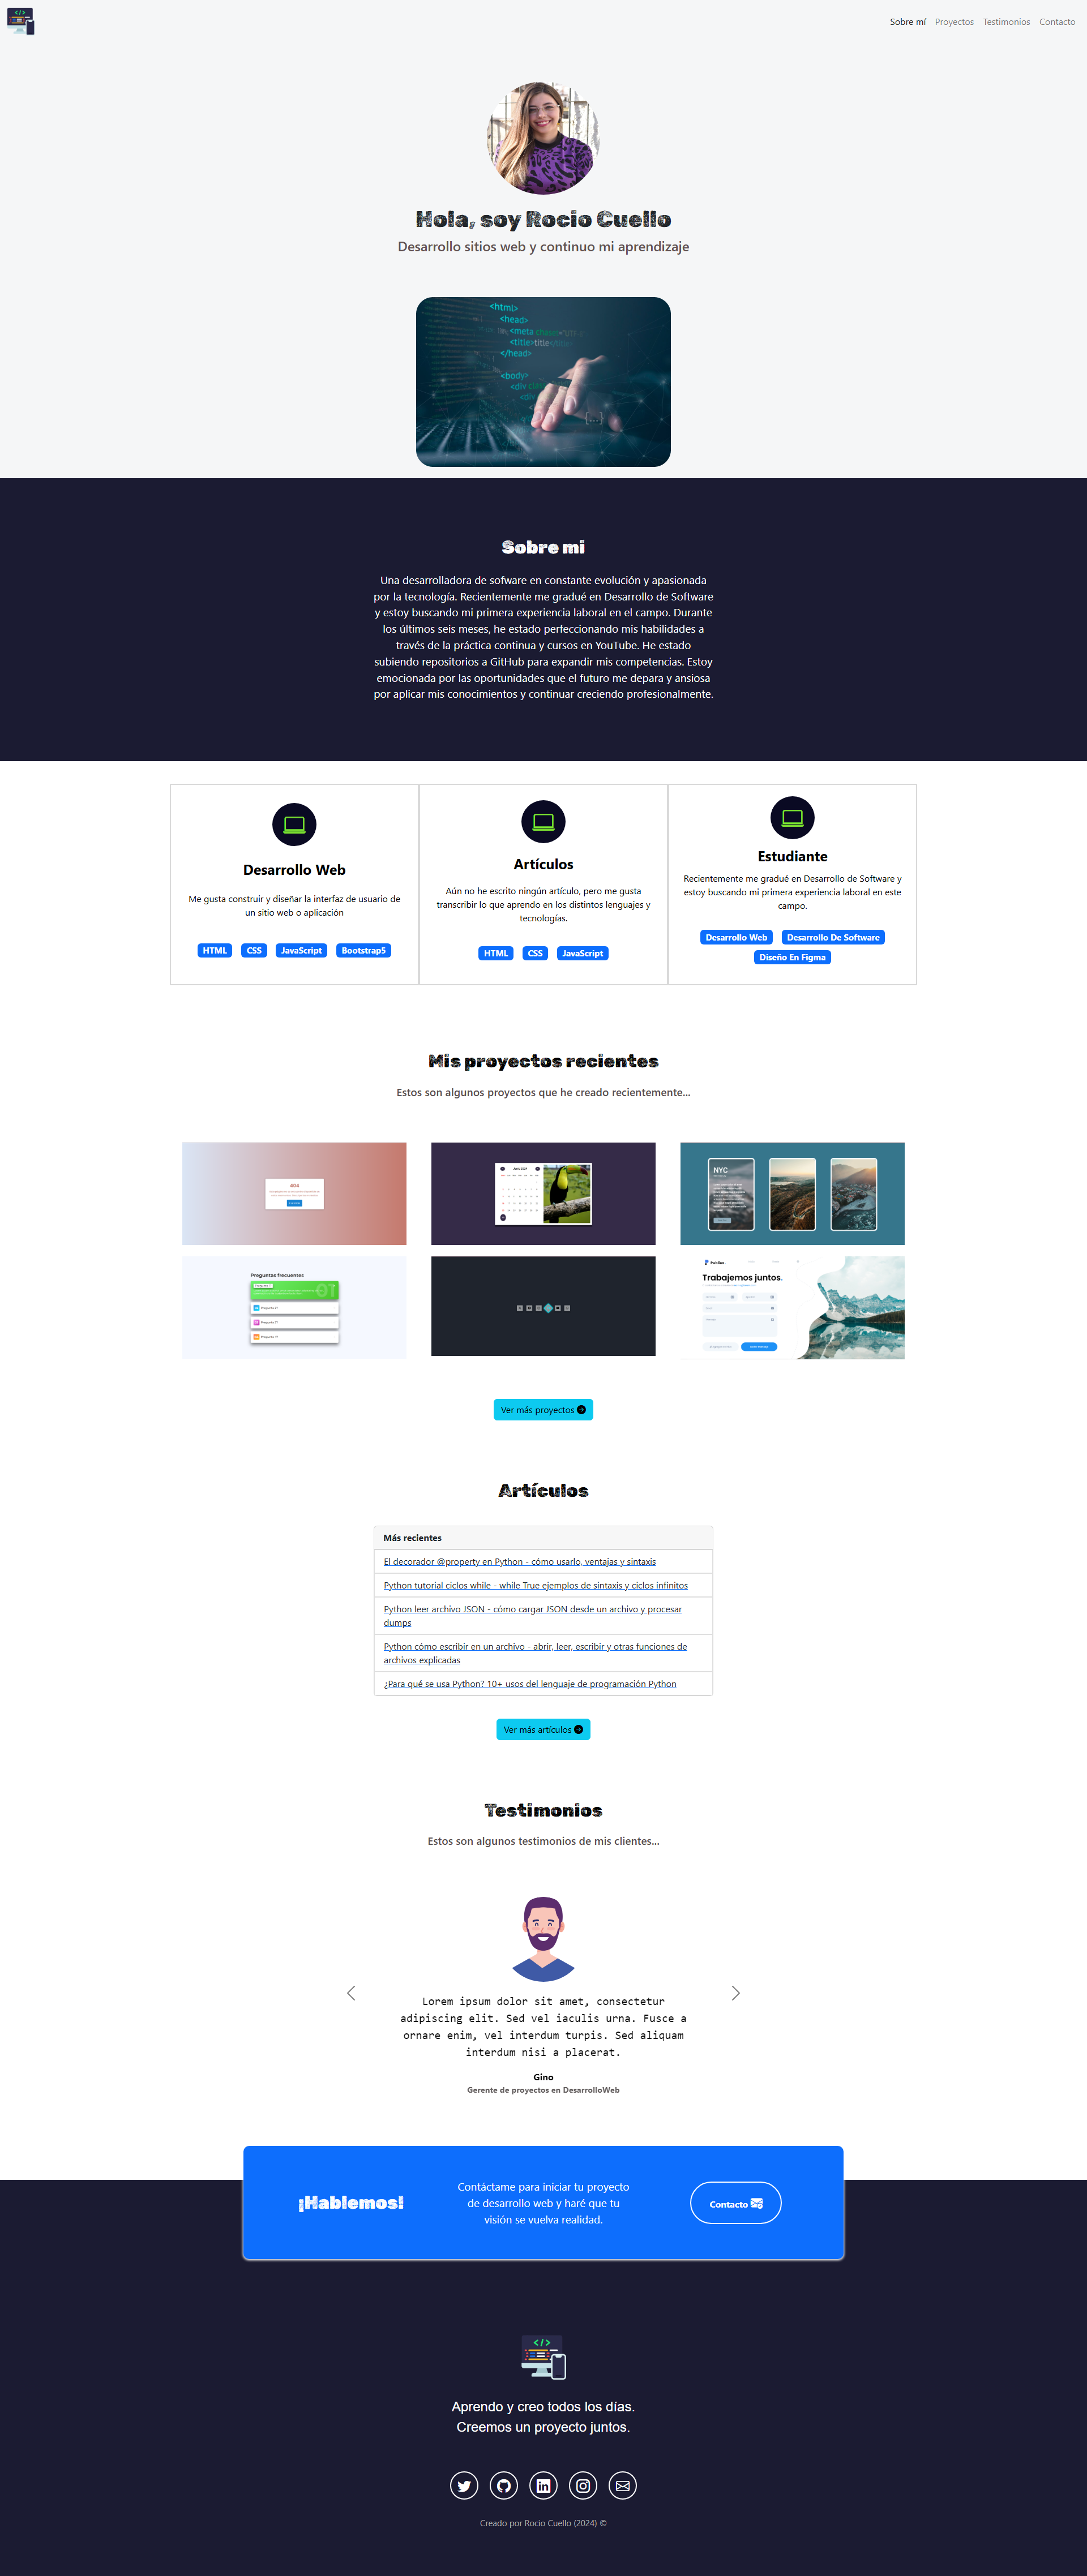 Sobre mí Proyectos Testimonios Contacto
Hola, soy Rocio Cuello
Desarrollo sitios web y continuo mi aprendizaje
<html>
<head>
<title>title
</head>
<body>
<div
Sobre mi
Una desarrolladora de sofware en constante evolución y apasionada
por la tecnología. Recientemente me gradué en Desarrollo de Software
y estoy buscando mi primera experiencia laboral en el campo. Durante
los últimos seis meses, he estado perfeccionando mis habilidades a
través de la práctica continua y cursos en YouTube. He estado
subiendo repositorios a GitHub para expandir mis competencias. Estoy
emocionada por las oportunidades que el futuro me depara y ansiosa
por aplicar mis conocimientos y continuar creciendo profesionalmente.
Desarrollo Web
Me gusta construir y diseñar la interfaz de usuario de
un sitio web o aplicación
HTML CSS JavaScript Bootstrap5
Artículos
Aún no he escrito ningún artículo, pero me gusta
transcribir lo que aprendo en los distintos lenguajes y
tecnologías.
HTML CSS JavaScript
Estudiante
Recientemente me gradué en Desarrollo de Software y
estoy buscando mi primera experiencia laboral en este
campo.
Desarrollo Web Desarrollo De Software
Diseño En Figma
Mis proyectos recientes
Estos son algunos proyectos que he creado recientemente...
404
NYC
Preguntas frecuentes
Trabajemos juntos.
Ver más proyectos
Artículos
Más recientes
El decorador @property en Python - cómo usarlo, ventajas y sintaxis
Python tutorial ciclos while - while True ejemplos de sintaxis y ciclos infinitos
Python leer archivo JSON - cómo cargar JSON desde un archivo y procesar
dumps
Python cómo escribir en un archivo - abrir, leer, escribir y otras funciones de
archivos explicadas
¿Para qué se usa Python? 10+ usos del lenguaje de programación Python
Ver más artículos
Testimonios
Estos son algunos testimonios de mis clientes...
Lorem ipsum dolor sit amet, consectetur
adipiscing elit. Sed vel iaculis urna. Fusce a
ornare enim, vel interdum turpis. Sed aliquam
interdum nisi a placerat.
Gino
Gerente de proyectos en DesarrolloWeb
¡Hablemos!
Contáctame para iniciar tu proyecto
de desarrollo web y haré que tu
visión se vuelva realidad.
Contacto
</>
Aprendo y creo todos los días.
Creemos un proyecto juntos.
Creado por Rocio Cuello (2024) ©